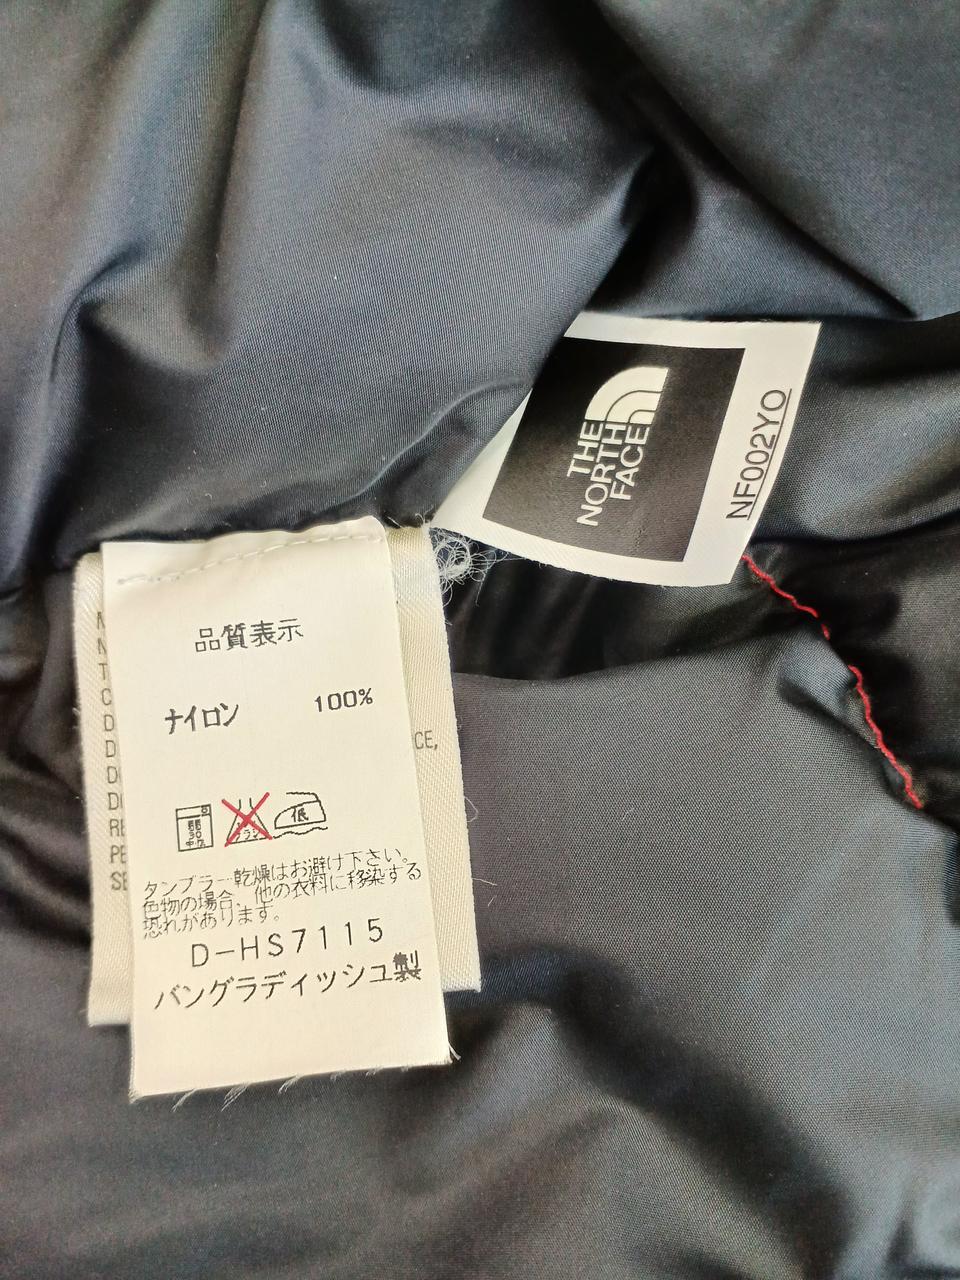 THE
NORTH
FACE
NF002YO
品質表示
ナイロン 100%
低
タンブラー乾燥はお避け下さい。
色物の場合、他の衣料に移染する
恐れがあります。
D-HS7115
バングラディッシュ製
CE,